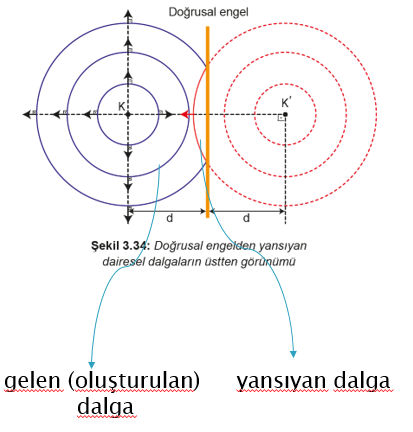 Doğrusal engel
K
K'
d
d
Şekil 3.34: Doğrusal engelden yansıyan
dairesel dalgaların üstten görünümü
gelen (oluşturulan)
dalga
yansıyan dalga